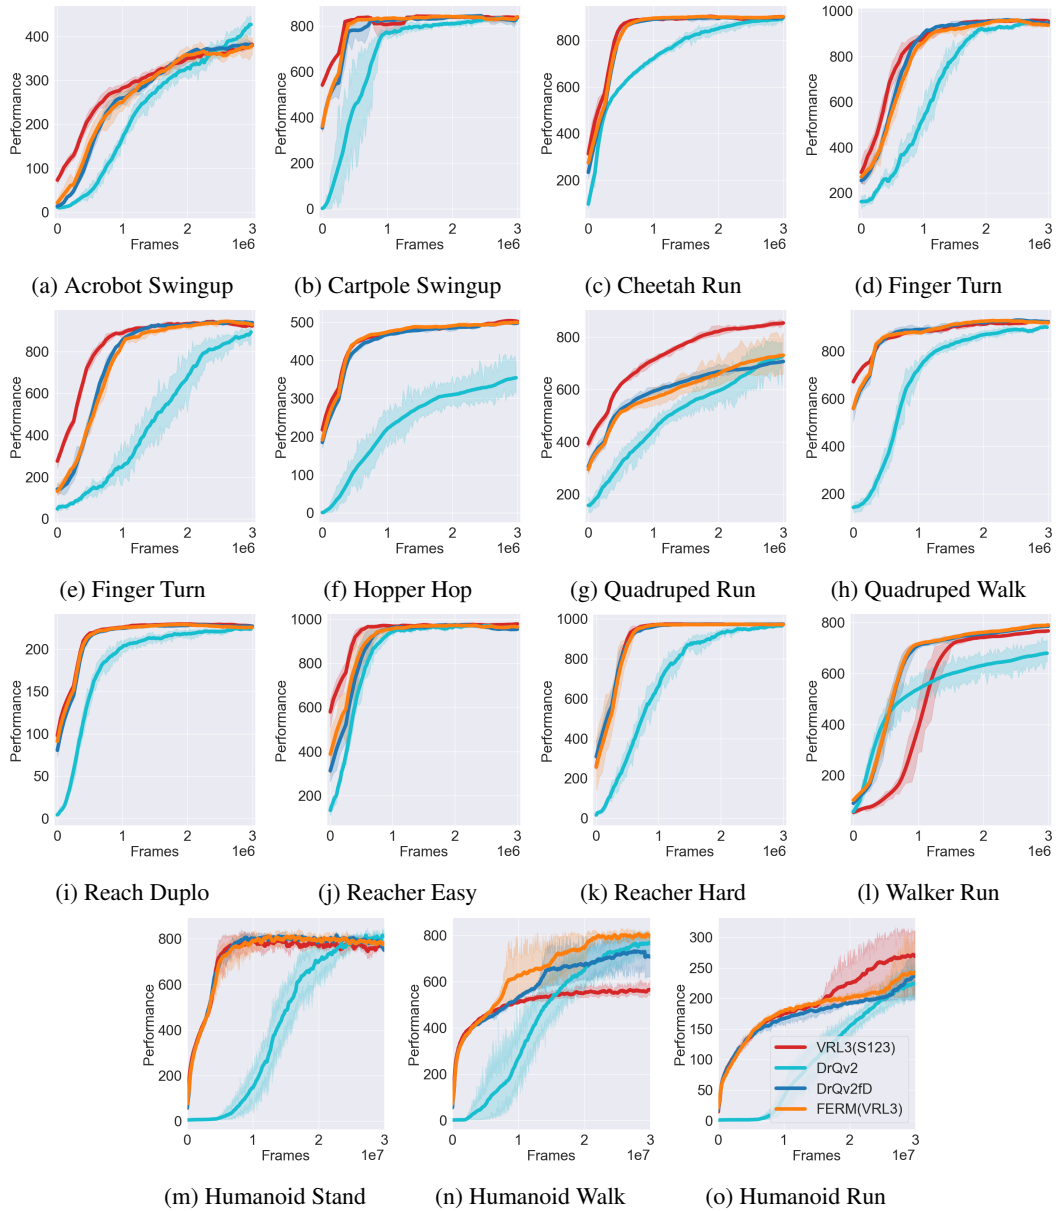 Performance
400
300
200
100
0
0 1 2 3
Frames 1e6
(a) Acrobot Swingup
Performance
800
600
400
200
0
0 1 2 3
Frames 1e6
(b) Cartpole Swingup
Performance
800
600
400
200
0 1 2 3
Frames 1e6
(c) Cheetah Run
Performance
1000
800
600
400
200
0 1 2 3
Frames 1e6
(d) Finger Turn
Performance
800
600
400
200
0
0 1 2 3
Frames 1e6
(e) Finger Turn
Performance
500
400
300
200
100
0
0 1 2 3
Frames 1e6
(f) Hopper Hop
Performance
800
600
400
200
0 1 2 3
Frames 1e6
(g) Quadruped Run
Performance
800
600
400
200
0 1 2 3
Frames 1e6
(h) Quadruped Walk
Performance
200
150
100
50
0
0 1 2 3
Frames 1e6
(i) Reach Duplo
Performance
1000
800
600
400
200
0 1 2 3
Frames 1e6
(j) Reacher Easy
Performance
1000
800
600
400
200
0
0 1 2 3
Frames 1e6
(k) Reacher Hard
Performance
800
600
400
200
0 1 2 3
Frames 1e6
(l) Walker Run
Performance
800
600
400
200
0
0 1 2 3
Frames 1e7
(m) Humanoid Stand
Performance
800
600
400
200
0
0 1 2 3
Frames 1e7
(n) Humanoid Walk
Performance
300
250
200
150
100
50
0
VRL3(S123)
DrQv2
DrQv2fD
FERM(VRL3)
0 1 2 3
Frames 1e7
(o) Humanoid Run